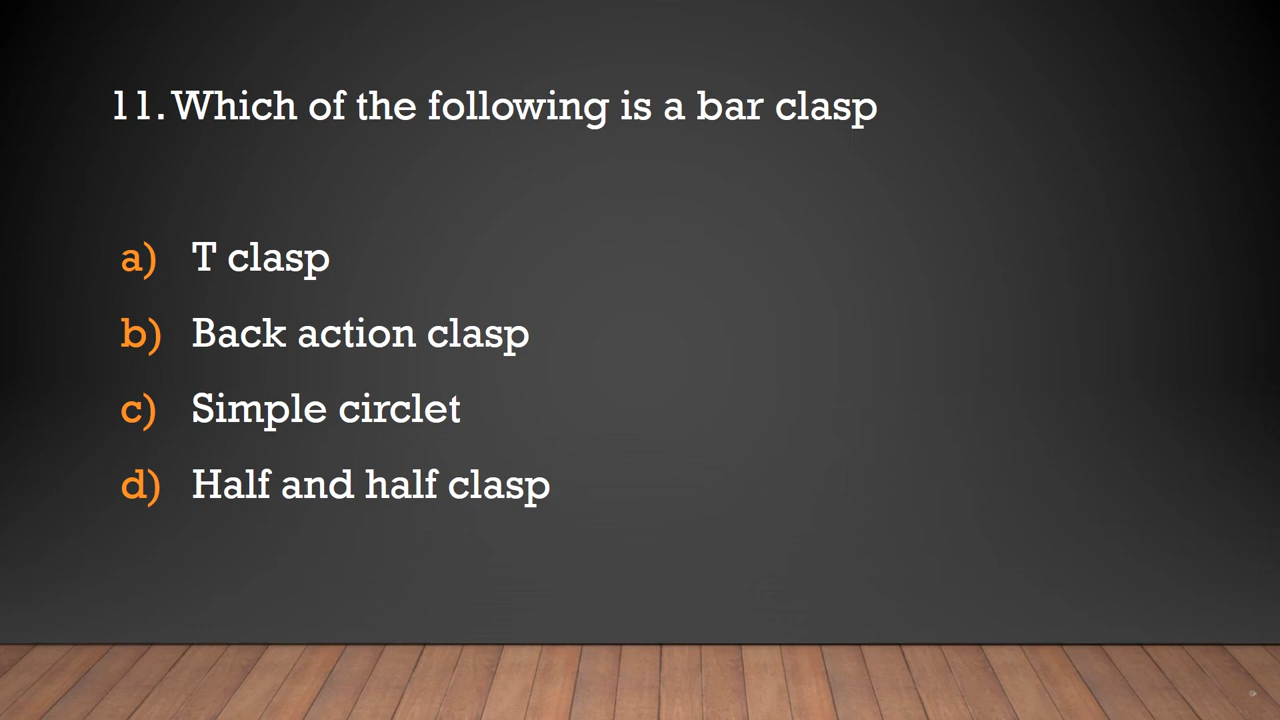 11. Which of the following is a bar clasp
a) T clasp
b) Back action clasp
c) Simple circlet
d) Half and half clasp